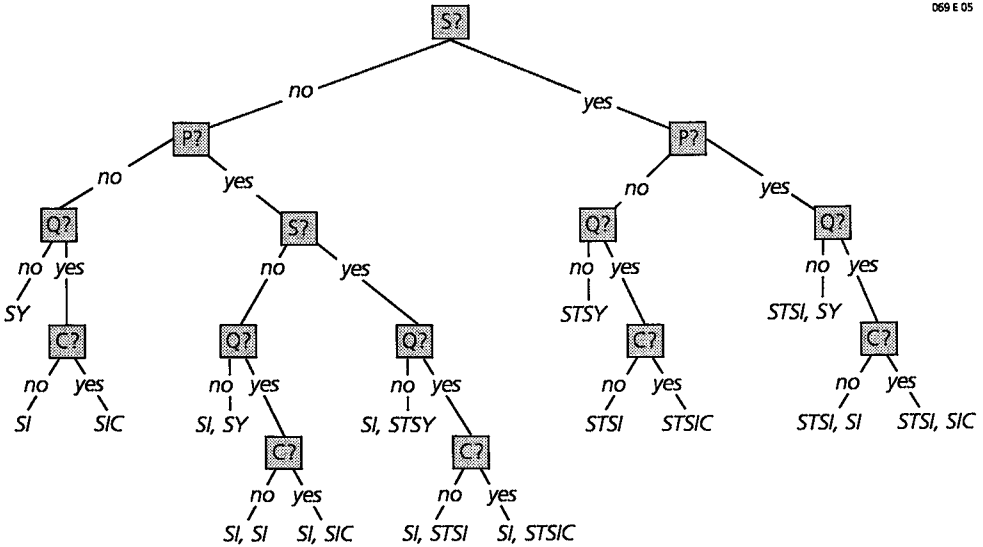 D69 E 05
S?
no
yes
P?
P?
no
yes
no
yes
Q?
S?
Q?
Q?
no yes
no
yes
no yes
no yes
SY
STSY
STSI, SY
C?
Q?
Q?
C?
C?
no yes
no yes
no yes
no yes
no yes
SI
SIC
SI, SY
SI, STSY
STSI
STSIC
STSI, SI
STSI, SIC
C?
C?
no yes
no yes
SI, SI
SI, SIC
SI, STSI
SI, STSIC